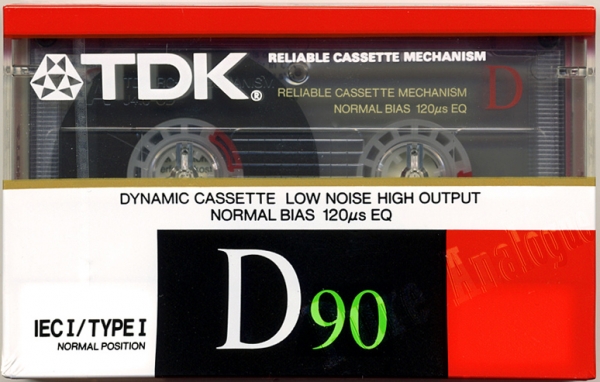 TDK®
RELIABLE CASSETTE MECHANISM
RELIABLE CASSETTE MECHANISM
NORMAL BIAS 120µs EQ
D
DYNAMIC CASSETTE LOW NOISE HIGH OUTPUT
NORMAL BIAS 120µs EQ
Analogue
IEC I/TYPE I
NORMAL POSITION
D90